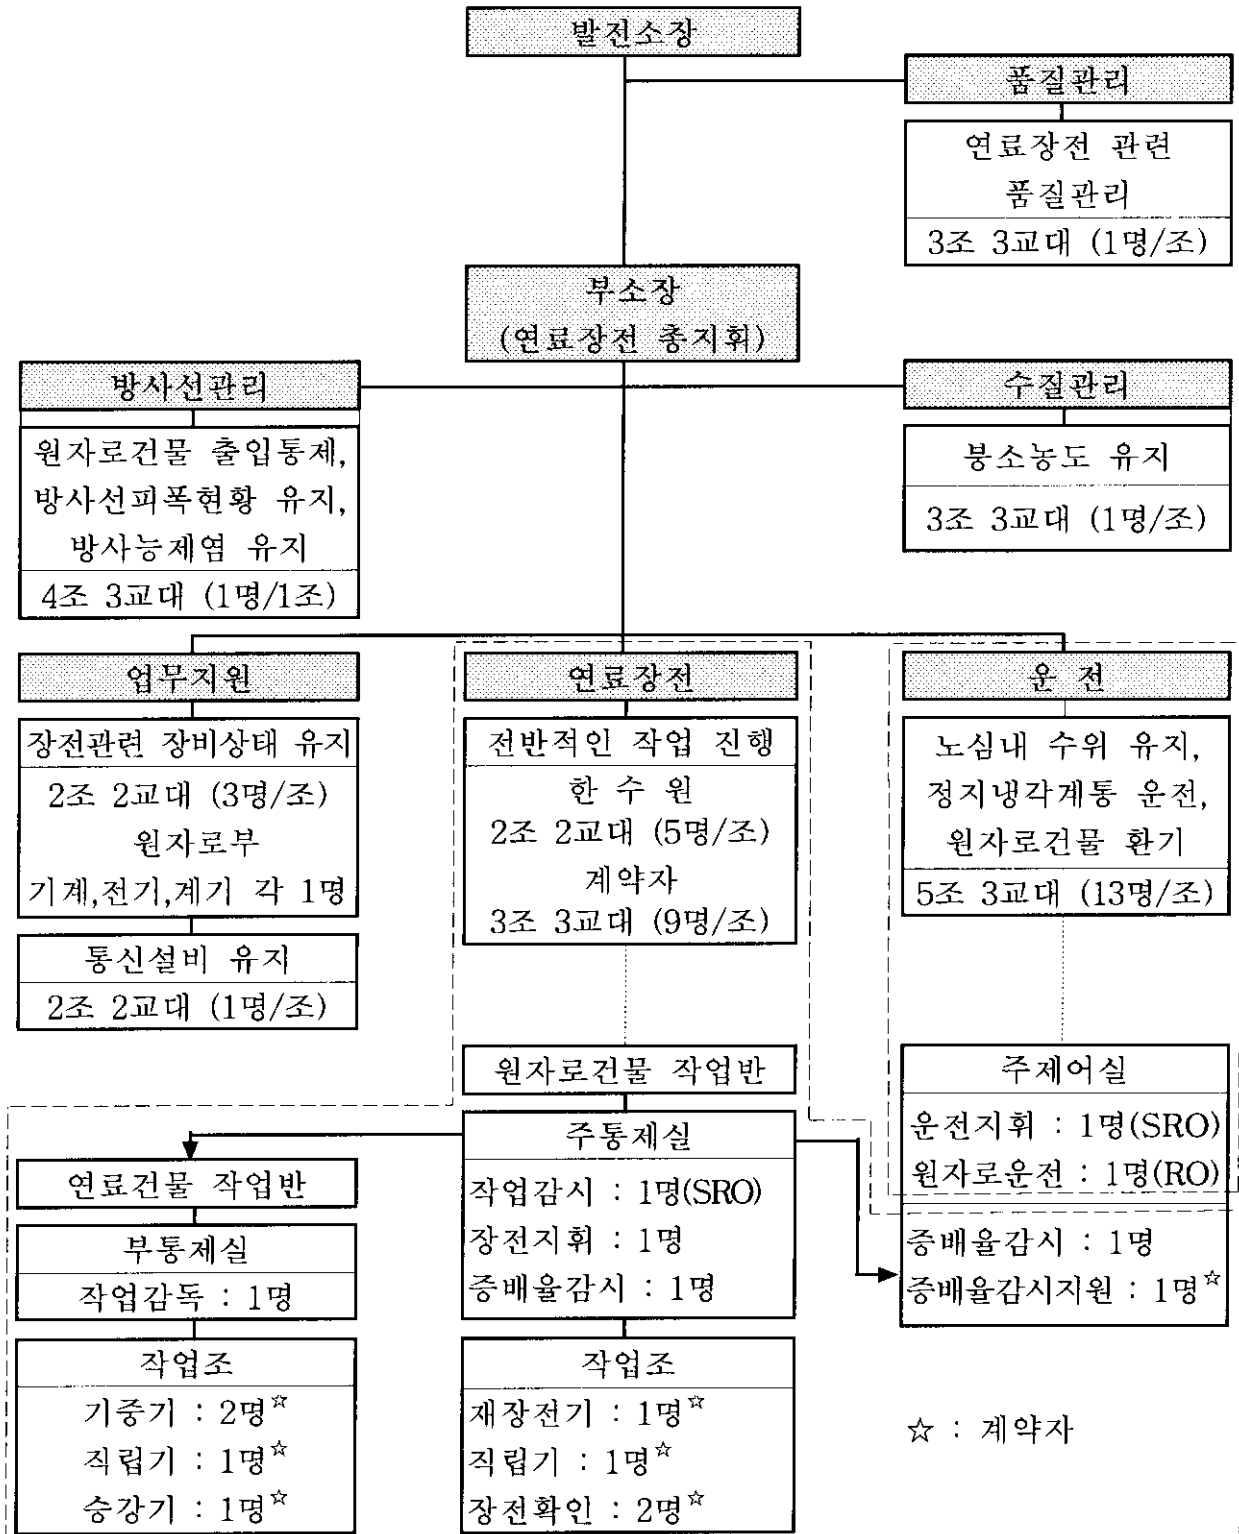 발전소장
품질관리
연료장전 관련
품질관리
3조 3교대 (1명/조)
부소장
(연료장전 총지휘)
방사선관리
원자로건물 출입통제,
방사선피폭현황 유지,
방사능제염 유지
4조 3교대 (1명/1조)
수질관리
붕소농도 유지
3조 3교대 (1명/조)
업무지원
장전관련 장비상태 유지
2조 2교대 (3명/조)
원자로부
기계,전기,계기 각 1명
통신설비 유지
2조 2교대 (1명/조)
연료장전
전반적인 작업 진행
한 수 원
2조 2교대 (5명/조)
계약자
3조 3교대 (9명/조)
운 전
노심내 수위 유지,
정지냉각계통 운전,
원자로건물 환기
5조 3교대 (13명/조)
원자로건물 작업반
주통제실
작업감시 : 1명(SRO)
장전지휘 : 1명
증배율감시 : 1명
작업조
재장전기 : 1명☆
직립기 : 1명☆
장전확인 : 2명☆
연료건물 작업반
부통제실
작업감독 : 1명
작업조
기중기 : 2명☆
직립기 : 1명☆
승강기 : 1명☆
주제어실
운전지휘 : 1명(SRO)
원자로운전 : 1명(RO)
증배율감시 : 1명
증배율감시지원 : 1명☆
☆ : 계약자